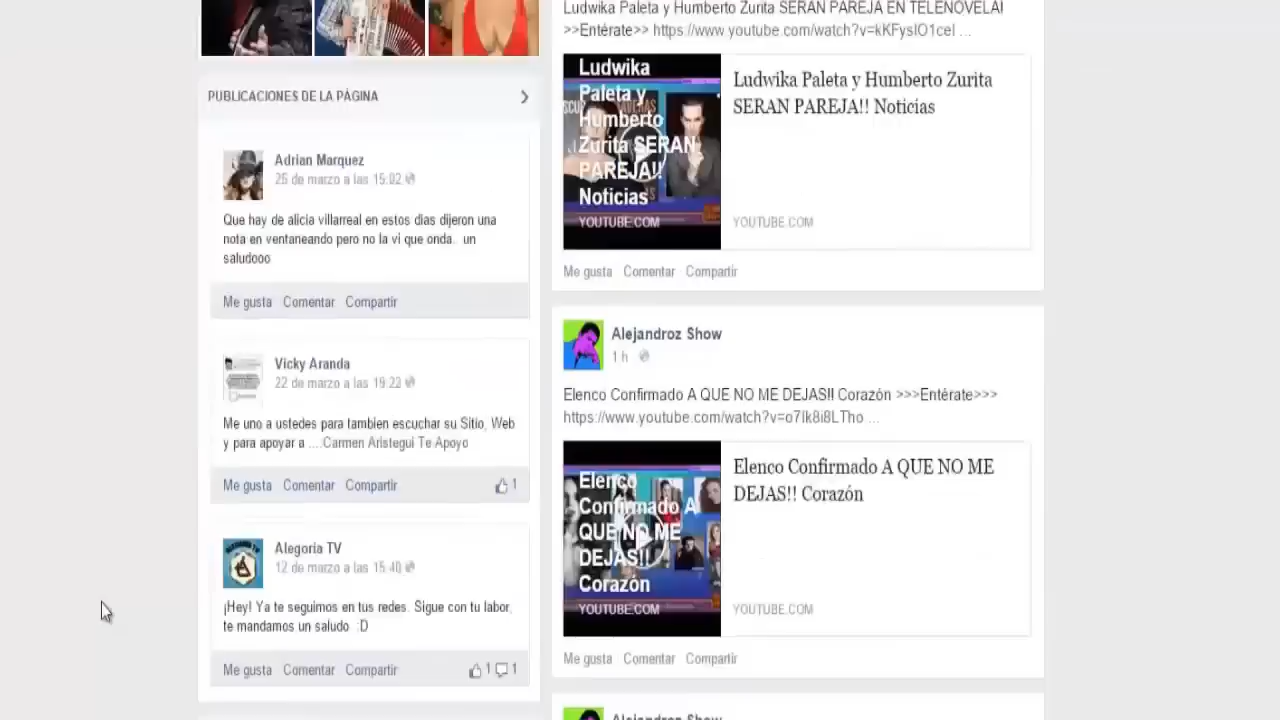 PUBLICACIONES DE LA PÁGINA
Adrian Marquez
25 de marzo a las 15:02
Que hay de alicia villarreal en estos dias dijeron una
nota en ventaneando pero no la vi que onda.. un
saludooo
Me gusta Comentar Compartir
Vicky Aranda
22 de marzo a las 19:22
Me uno a ustedes para tambien escuchar su Sitio, Web
y para apoyar a ....Carmen Aristegui Te Apoyo
Me gusta Comentar Compartir 1
Alegoria TV
12 de marzo a las 15:40
¡Hey! Ya te seguimos en tus redes. Sigue con tu labor,
te mandamos un saludo :D
Me gusta Comentar Compartir 1 1
Ludwika Paleta y Humberto Zurita SERAN PAREJA EN TELENOVELA!
>>Entérate>> https://www.youtube.com/watch?v=kKFysIO1ceI ...
Ludwika
Paleta y
Humberto
Zurita SERAN
PAREJA!!
Noticias
YOUTUBE.COM
Ludwika Paleta y Humberto Zurita
SERAN PAREJA!! Noticias
YOUTUBE.COM
Me gusta Comentar Compartir
Alejandroz Show
1 h
Elenco Confirmado A QUE NO ME DEJAS!! Corazón >>>Entérate>>>
https://www.youtube.com/watch?v=o7Ik8i8LTho ...
Elenco
Confirmado A
QUE NO ME
DEJAS!!
Corazón
YOUTUBE.COM
Elenco Confirmado A QUE NO ME
DEJAS!! Corazón
YOUTUBE.COM
Me gusta Comentar Compartir
Alejandroz Show